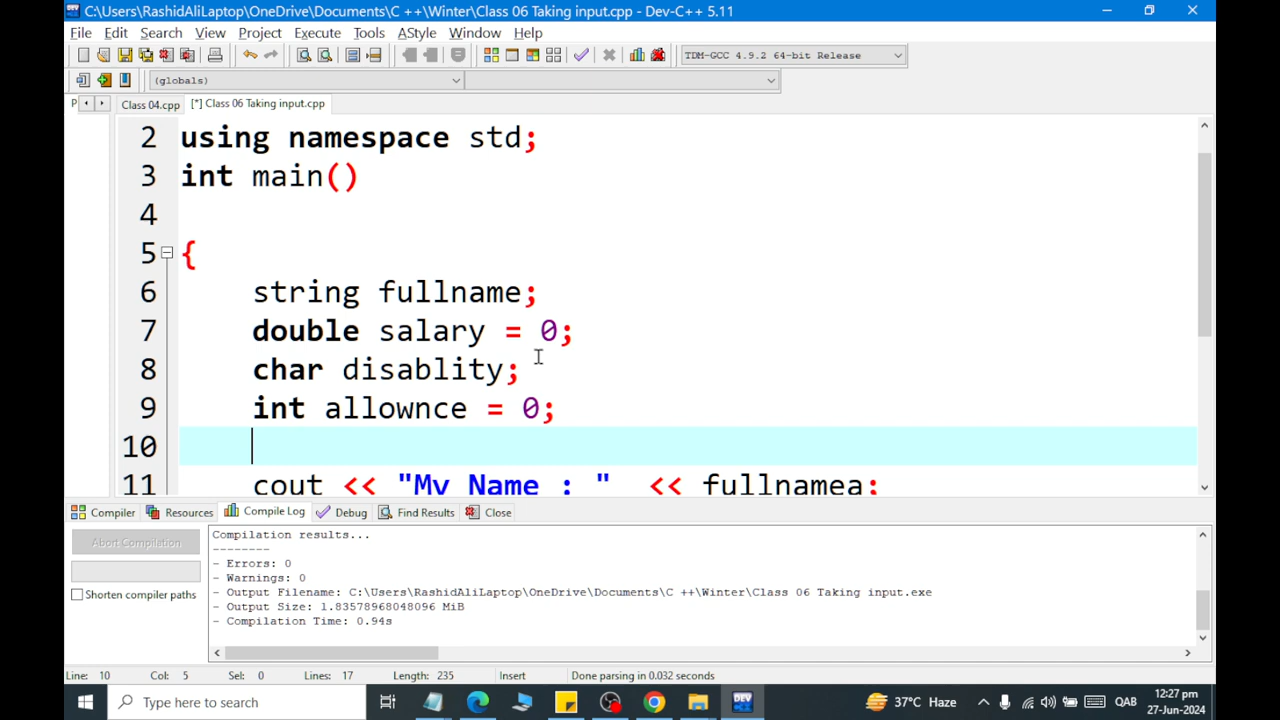 C:\Users\RashidAliLaptop\OneDrive\Documents\C ++\Winter\Class 06 Taking input.cpp - Dev-C++ 5.11
File Edit Search View Project Execute Tools AStyle Window Help
TDM-GCC 4.9.2 64-bit Release
(globals)
P Class 04.cpp [*] Class 06 Taking input.cpp
2 using namespace std;
3 int main()
4
5 {
6 string fullname;
7 double salary = 0;
8 char disablity;
9 int allownce = 0;
10
11 cout << "My Name : " << fullnamea;
Compiler Resources Compile Log Debug Find Results Close
Abort Compilation
Shorten compiler paths
Compilation results...
--------
- Errors: 0
- Warnings: 0
- Output Filename: C:\Users\RashidAliLaptop\OneDrive\Documents\C ++\Winter\Class 06 Taking input.exe
- Output Size: 1.83578968048096 MiB
- Compilation Time: 0.94s
Line: 10 Col: 5 Sel: 0 Lines: 17 Length: 235 Insert Done parsing in 0.032 seconds
Type here to search
DEV
37°C Haze
QAB
12:27 pm
27-Jun-2024